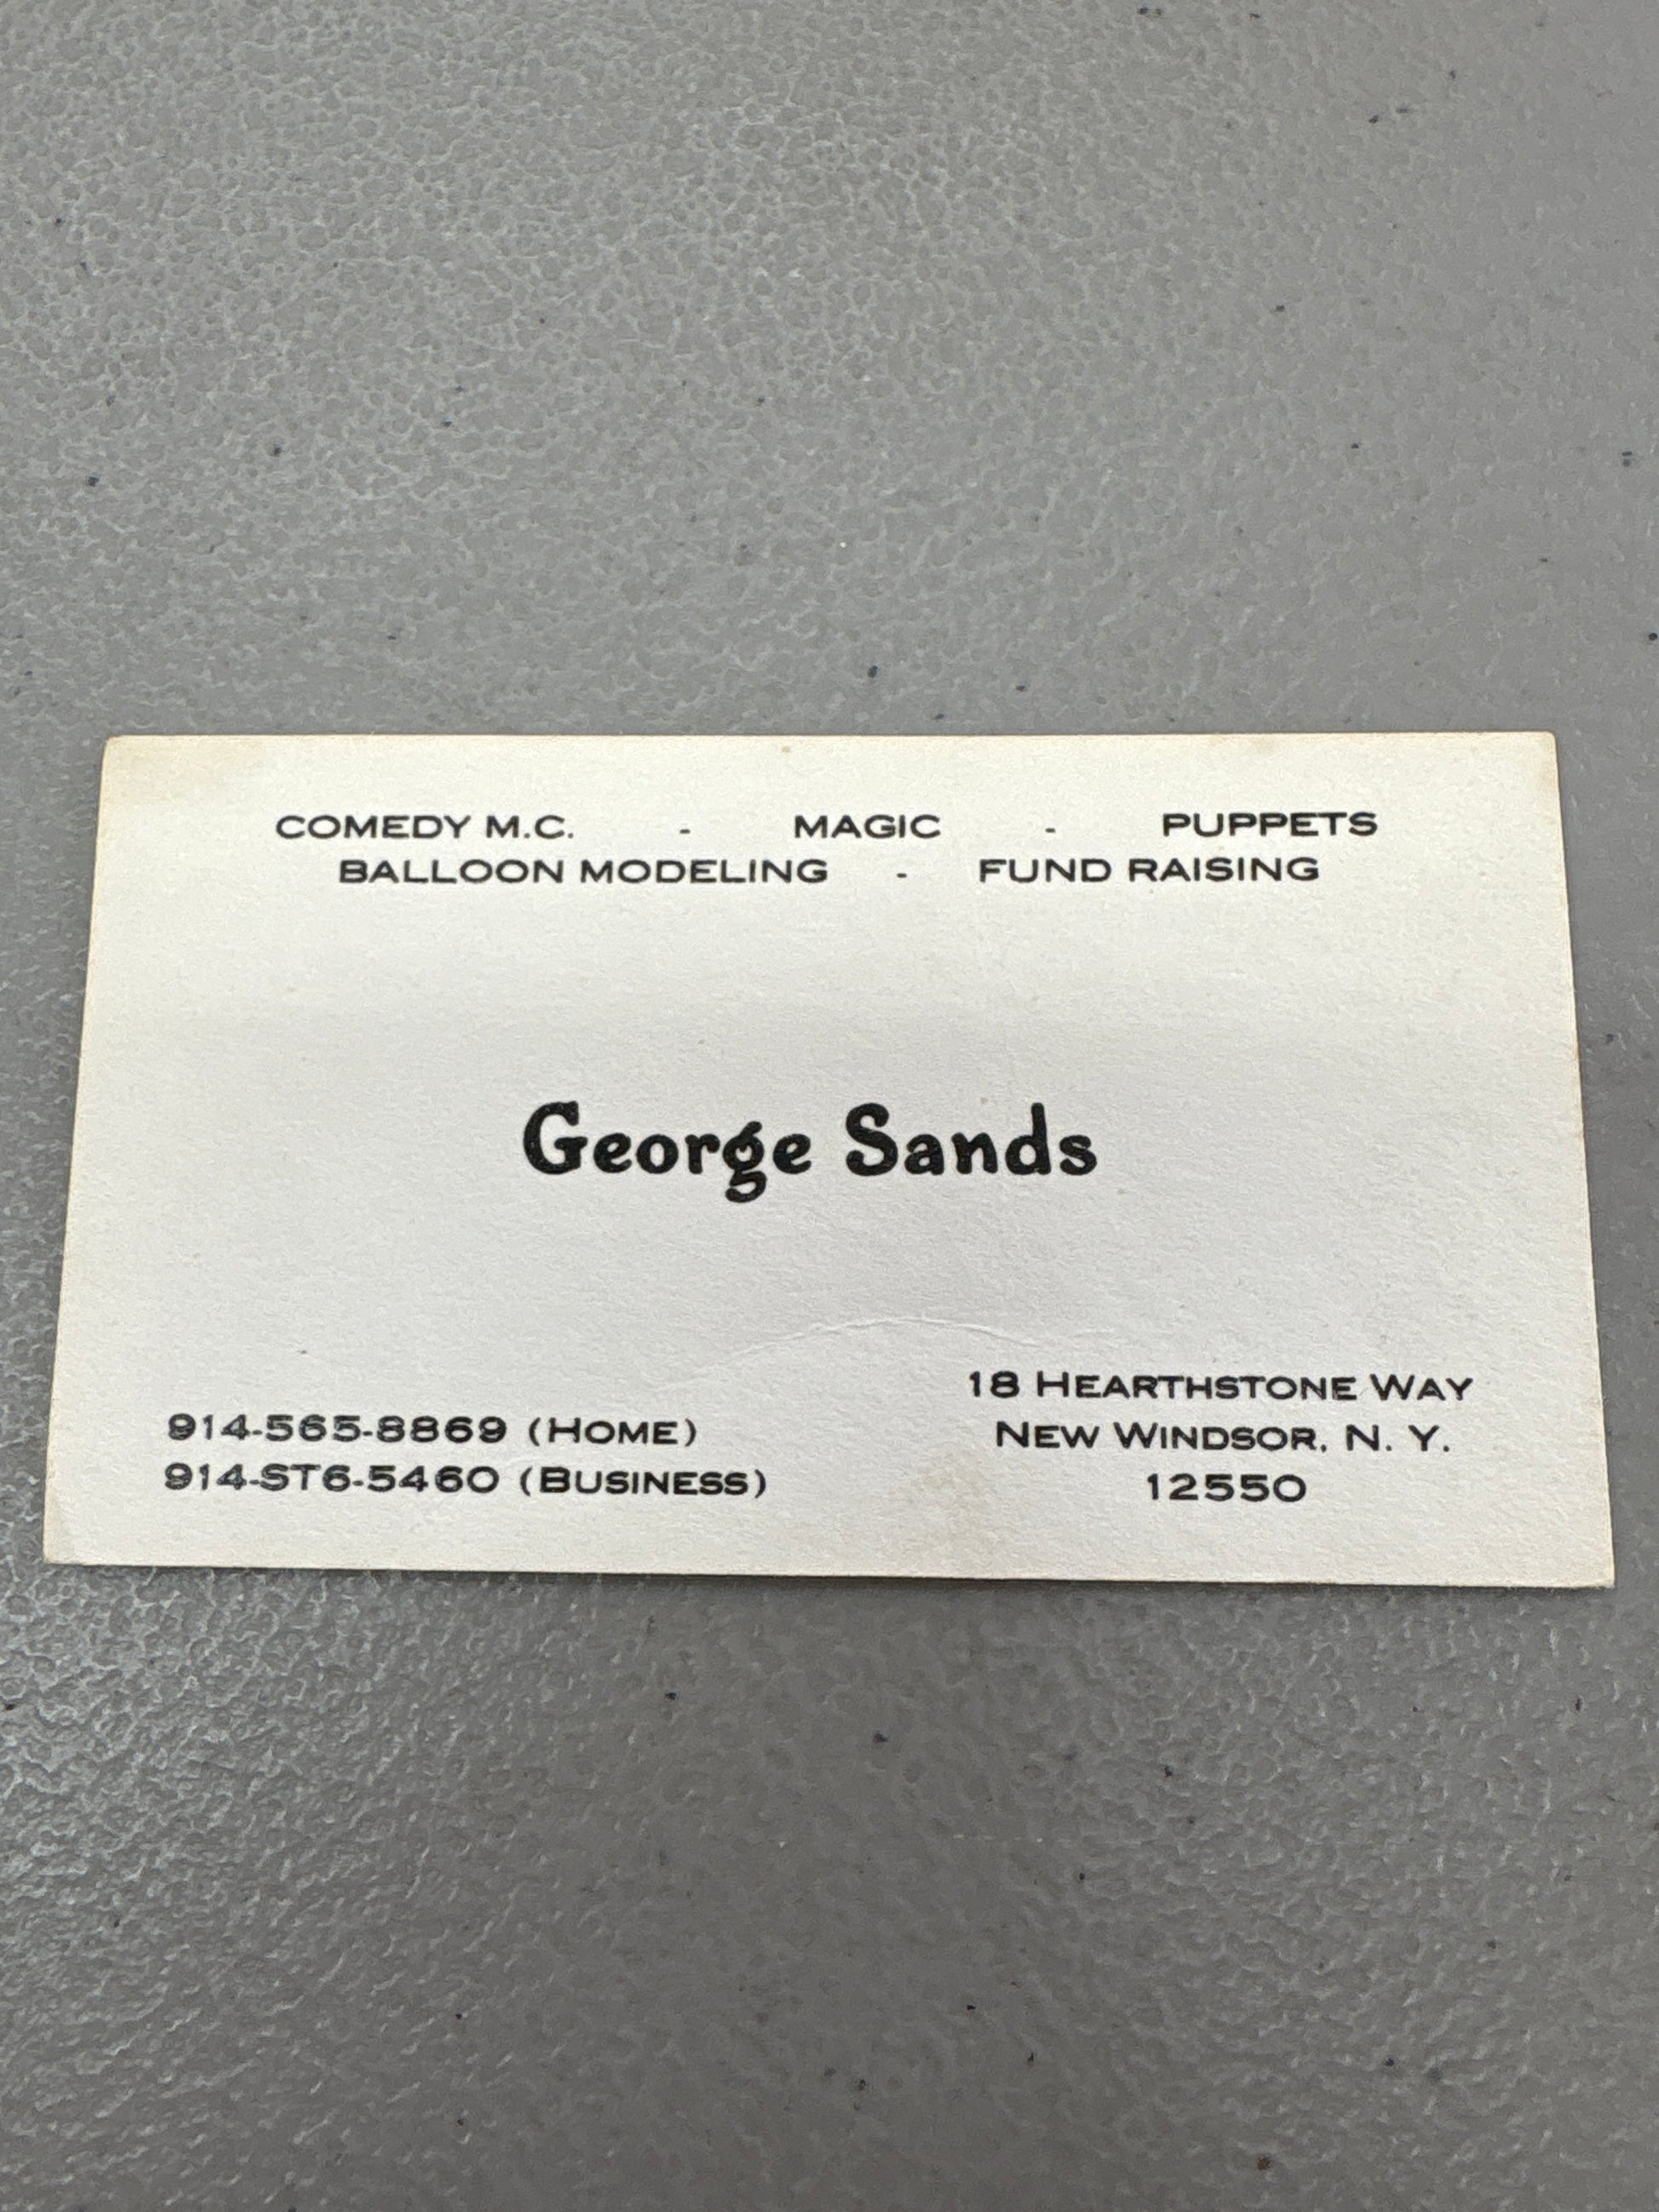 COMEDY M.C. - MAGIC - PUPPETS
BALLOON MODELING - FUND RAISING
George Sands
914-565-8869 (HOME)
914-ST6-5460 (BUSINESS)
18 HEARTHSTONE WAY
NEW WINDSOR, N. Y.
12550